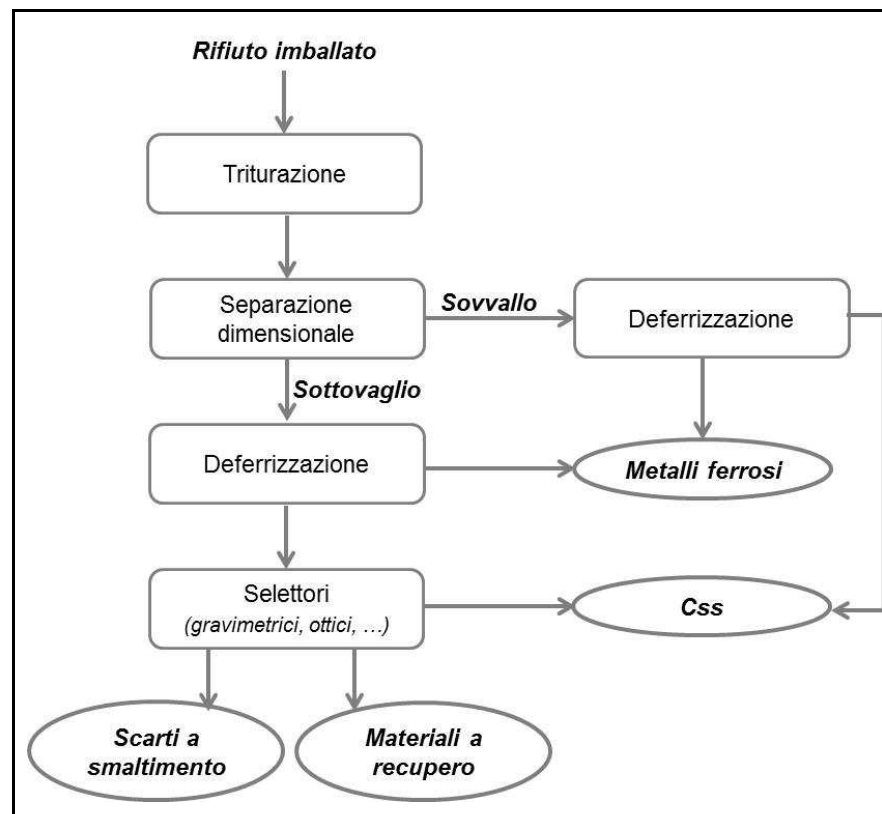 Rifiuto imballato
Triturazione
Separazione
dimensionale
Sovvallo
Deferrizzazione
Sottovaglio
Deferrizzazione
Metalli ferrosi
Selettori
(gravimetrici, ottici, ...)
Css
Scarti a
smaltimento
Materiali a
recupero